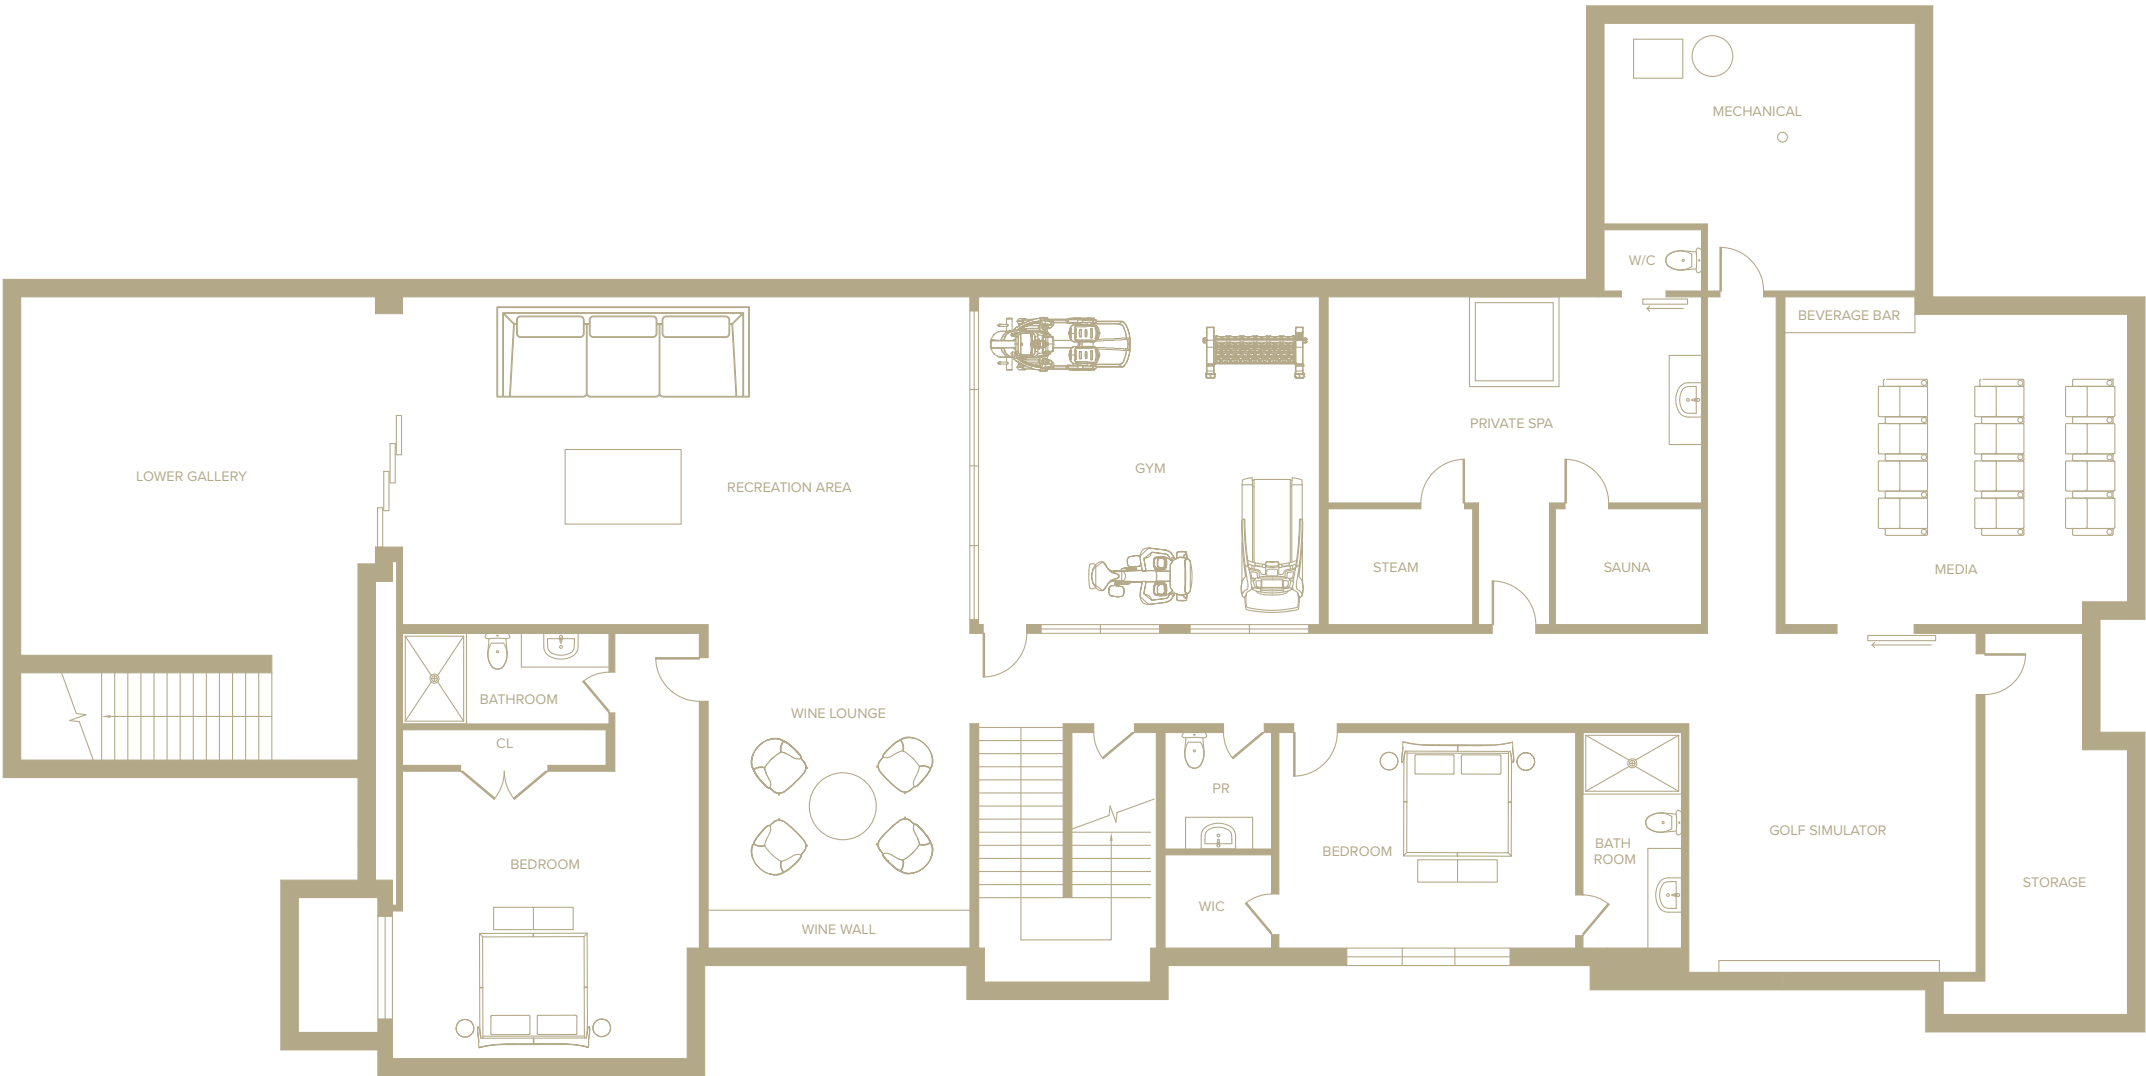 MECHANICAL
W/C
BEVERAGE BAR
PRIVATE SPA
GYM
LOWER GALLERY
RECREATION AREA
STEAM
SAUNA
MEDIA
BATHROOM
WINE LOUNGE
CL
PR
GOLF SIMULATOR
BATH
ROOM
BEDROOM
BEDROOM
STORAGE
WIC
WINE WALL